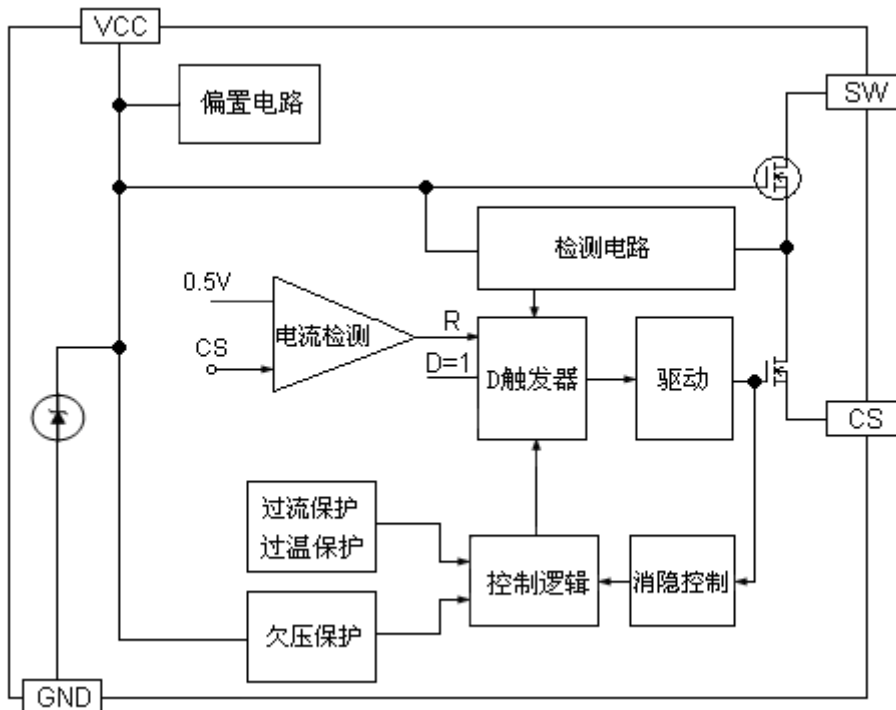 VCC
偏置电路
SW
检测电路
0.5V
电流检测
CS
R
D=1
D触发器
驱动
CS
过流保护
过温保护
控制逻辑
消隐控制
欠压保护
GND